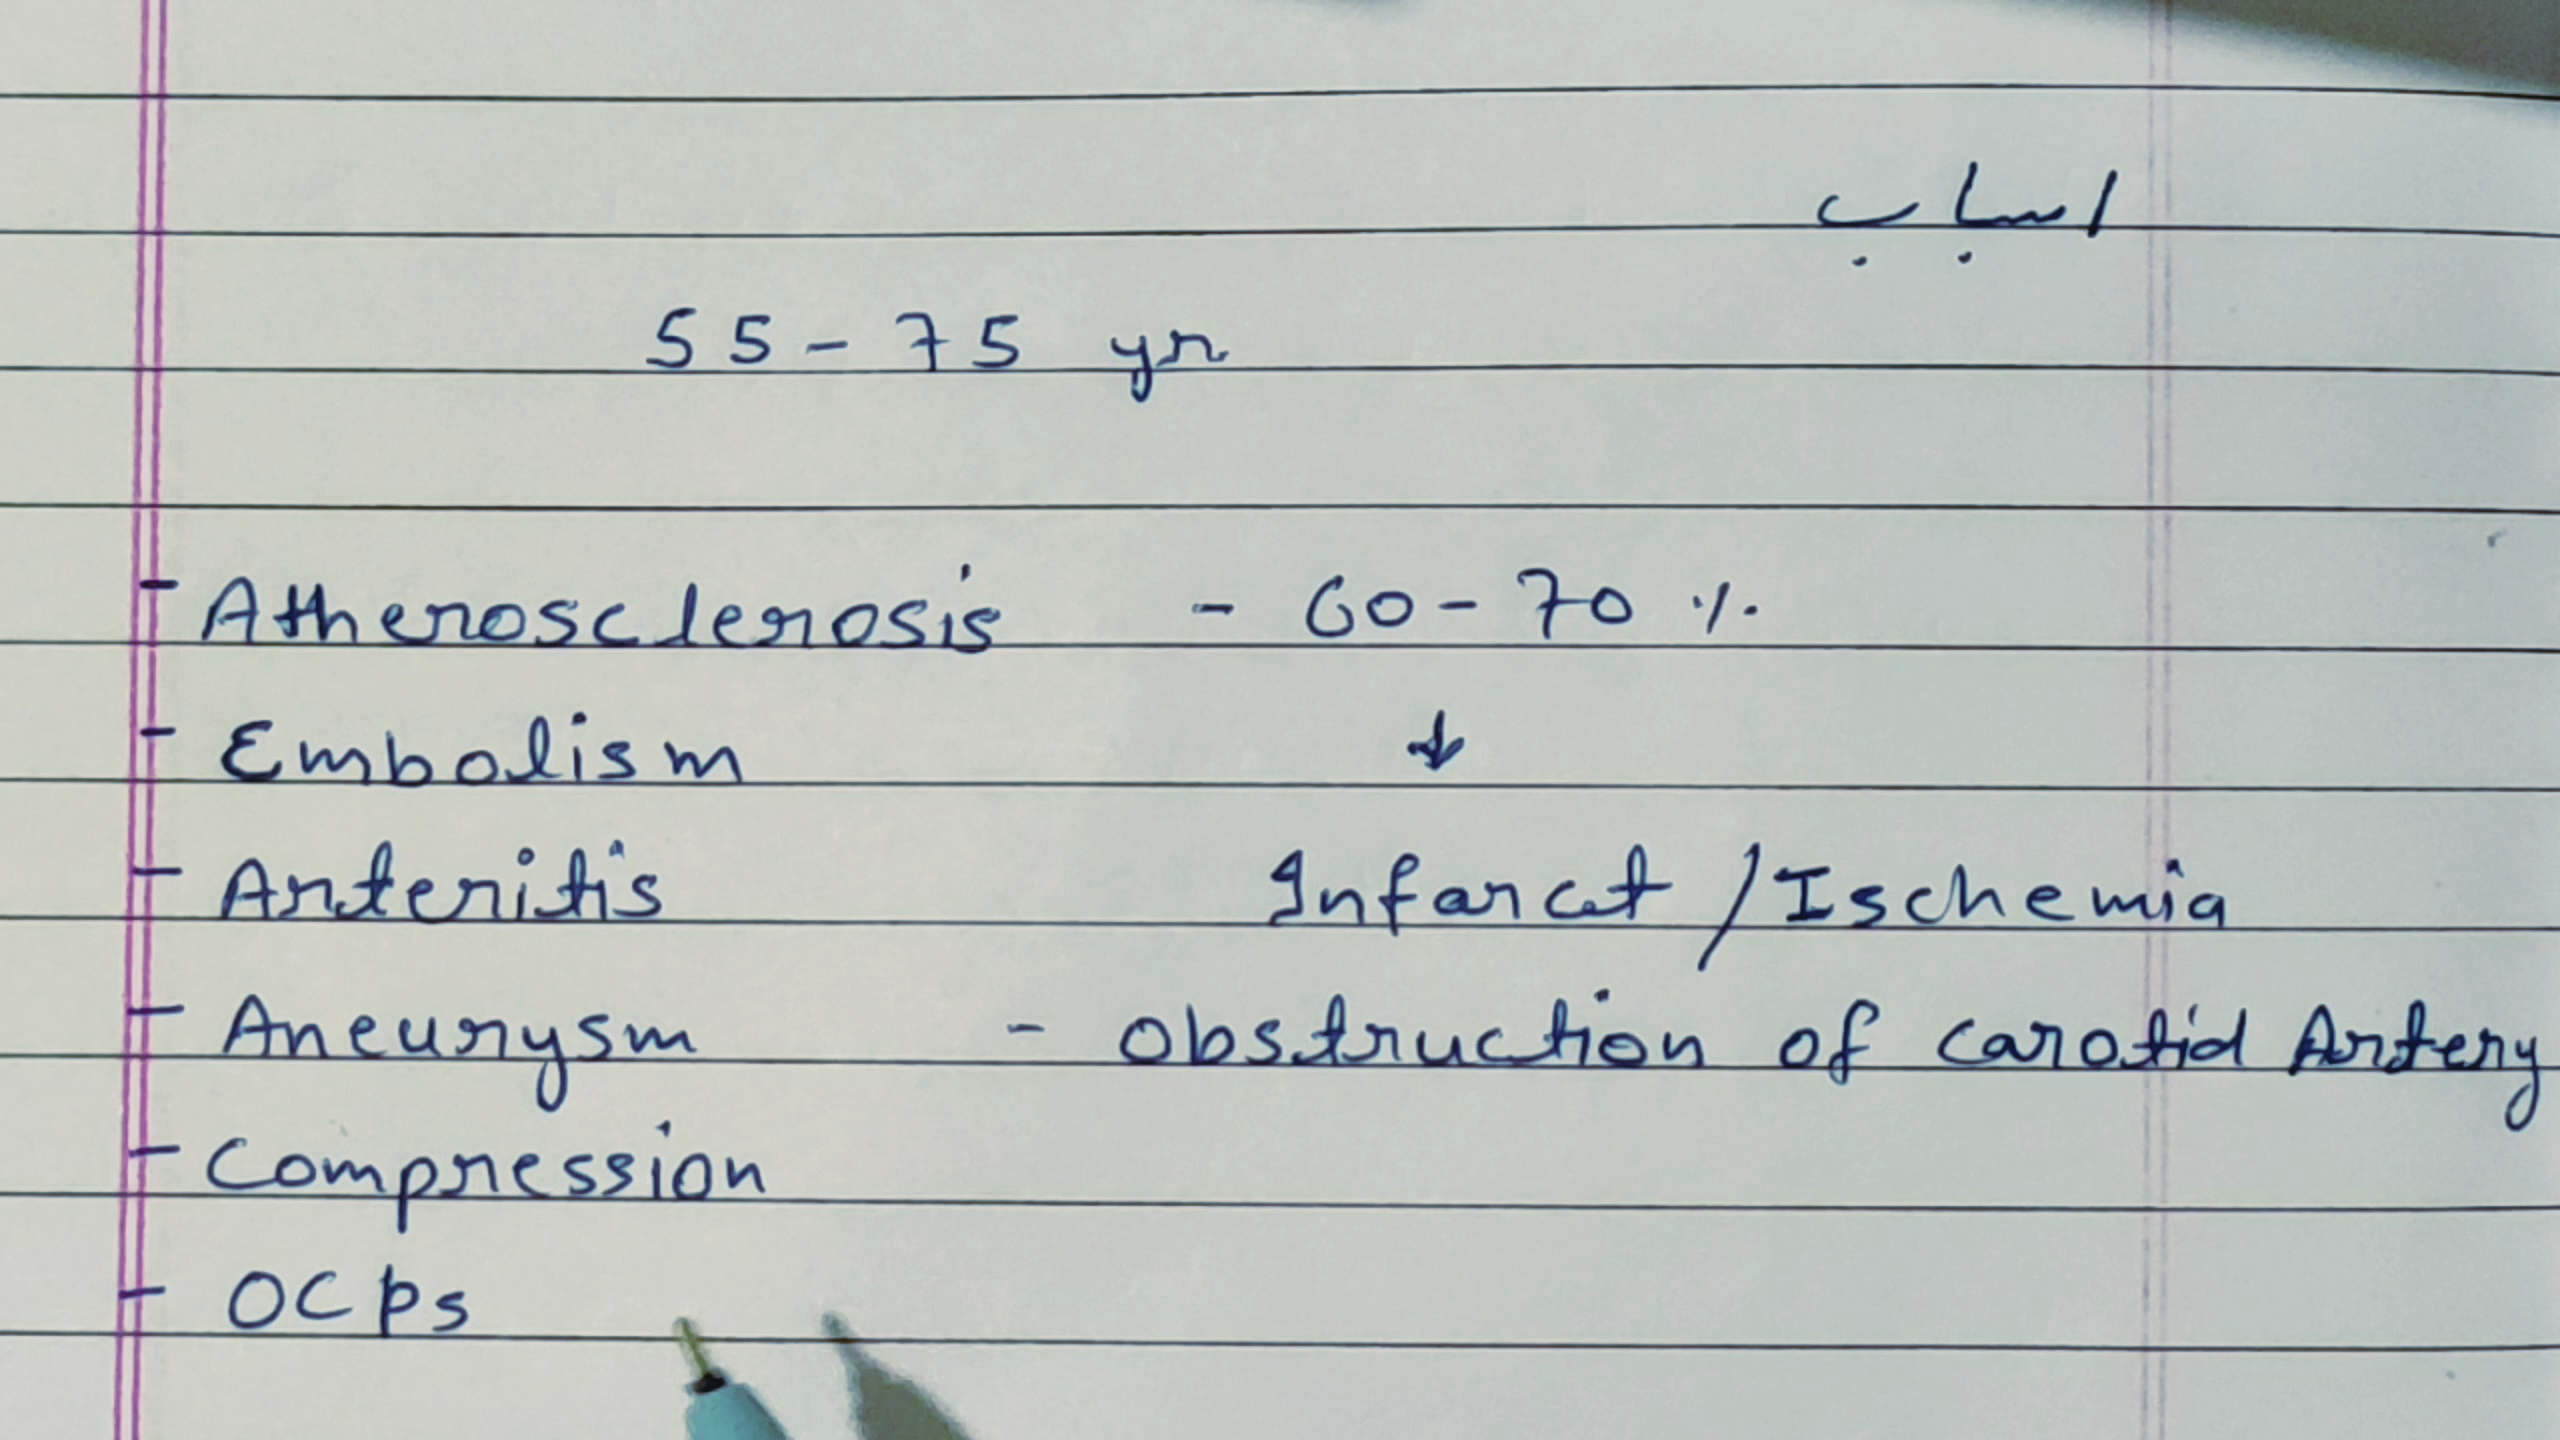 اسباب
55 - 75 yr
- Atherosclerosis - 60 - 70 %
- Embolism ↓
- Arteritis Infarct / Ischemia
- Aneurysm - obstruction of carotid Artery
- Compression
- OCPs